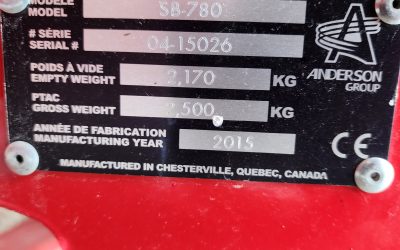 MODÈLE
MODEL
SB-780
# SÉRIE
SERIAL #
04-15026
POIDS À VIDE
EMPTY WEIGHT
2,170 KG
PTAC
GROSS WEIGHT
2,500 KG
ANNÉE DE FABRICATION
MANUFACTURING YEAR
2015
ANDERSON
GROUP
CE
MANUFACTURED IN CHESTERVILLE, QUEBEC, CANADA